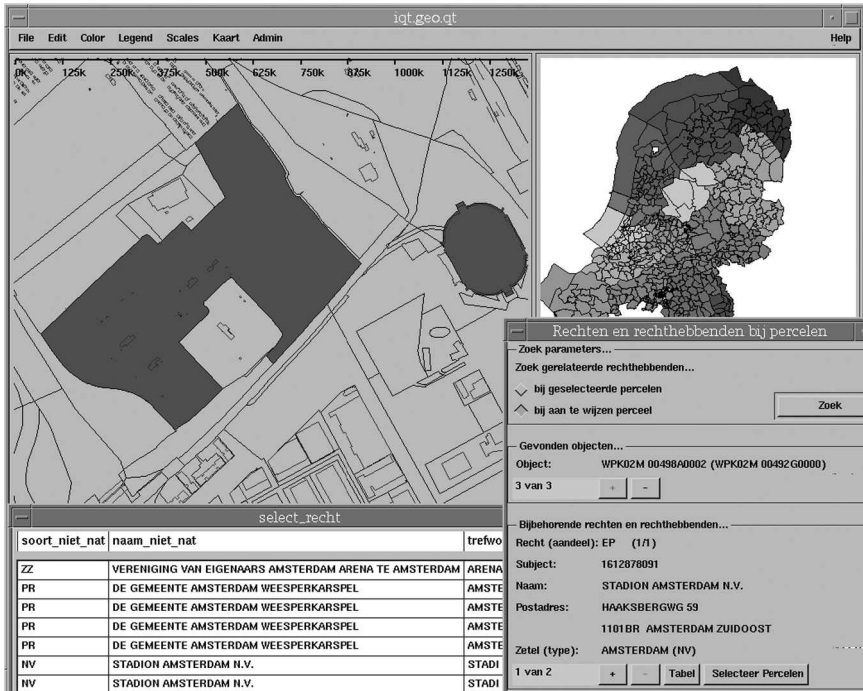 iqt.geo.qt
File Edit Color Legend Scales Kaart Admin Help
0k 125k 250k 375k 500k 625k 750k 875k 1000k 1125k 1250k
Rechten en rechthebbenden bij percelen
Zoek parameters...
Zoek gerelateerde rechthebbenden...
bij geselecteerde percelen
bij aan te wijzen perceel
Zoek
Gevonden objecten...
Object: WPK02M 00498A0002 (WPK02M 00492G0000)
3 van 3 + -
Bijbehorende rechten en rechthebbenden...
Recht (aandeel): EP (1/1)
Subject: 1612878091
Naam: STADION AMSTERDAM N.V.
Postadres: HAAKSBERGWG 59
1101BR AMSTERDAM ZUIDOOST
Zetel (type): AMSTERDAM (NV)
1 van 2 + - Tabel Selecteer Percelen
select_recht
soort_niet_nat naam_niet_nat trefwo
ZZ VERENIGING VAN EIGENAARS AMSTERDAM ARENA TE AMSTERDAM ARENA
PR DE GEMEENTE AMSTERDAM WEESPERKARSPEL AMSTE
PR DE GEMEENTE AMSTERDAM WEESPERKARSPEL AMSTE
PR DE GEMEENTE AMSTERDAM WEESPERKARSPEL AMSTE
PR DE GEMEENTE AMSTERDAM WEESPERKARSPEL AMSTE
NV STADION AMSTERDAM N.V. STADI
NV STADION AMSTERDAM N.V. STADI